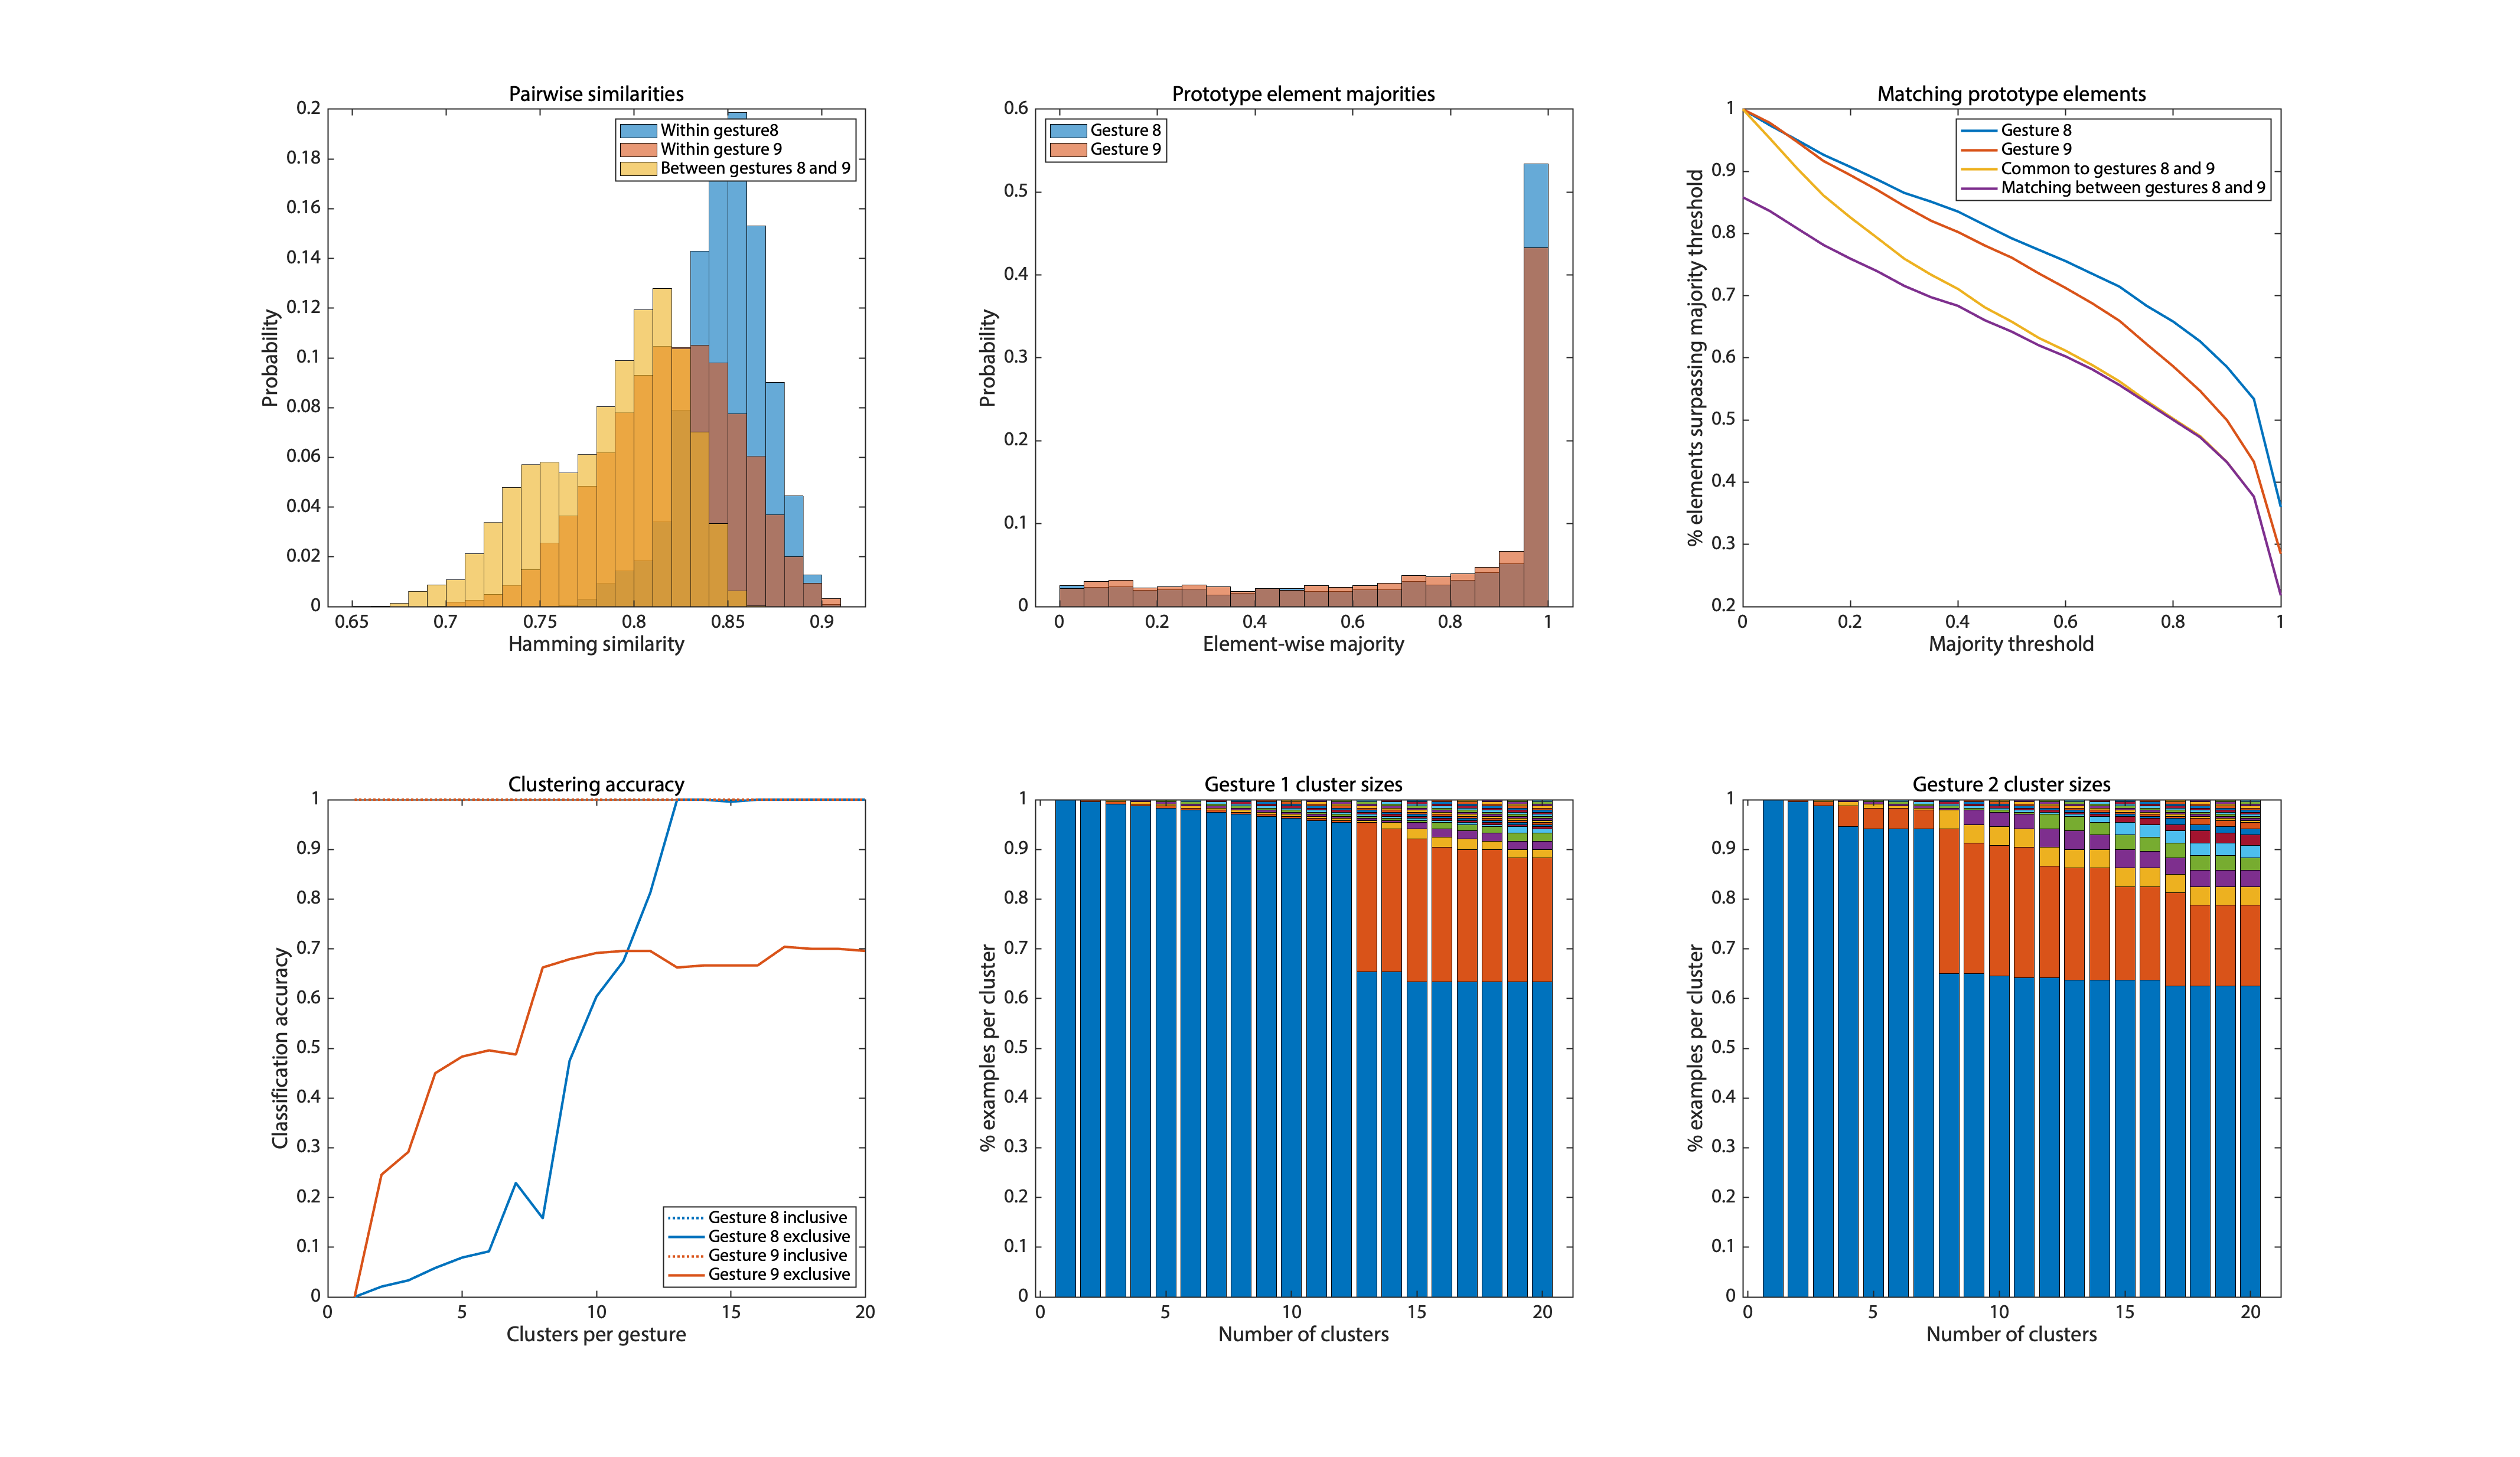 Pairwise similarities
0.2
0.18
0.16
0.14
0.12
0.1
0.08
0.06
0.04
0.02
0
Probability
Within gesture8
Within gesture 9
Between gestures 8 and 9
0.65 0.7 0.75 0.8 0.85 0.9
Hamming similarity
Prototype element majorities
0.6
0.5
0.4
0.3
0.2
0.1
0
Probability
Gesture 8
Gesture 9
0 0.2 0.4 0.6 0.8 1
Element-wise majority
Matching prototype elements
1
0.9
0.8
0.7
0.6
0.5
0.4
0.3
0.2
% elements surpassing majority threshold
Gesture 8
Gesture 9
Common to gestures 8 and 9
Matching between gestures 8 and 9
0 0.2 0.4 0.6 0.8 1
Majority threshold
Clustering accuracy
1
0.9
0.8
0.7
0.6
0.5
0.4
0.3
0.2
0.1
0
Classification accuracy
Gesture 8 inclusive
Gesture 8 exclusive
Gesture 9 inclusive
Gesture 9 exclusive
0 5 10 15 20
Clusters per gesture
Gesture 1 cluster sizes
1
0.9
0.8
0.7
0.6
0.5
0.4
0.3
0.2
0.1
0
% examples per cluster
0 5 10 15 20
Number of clusters
Gesture 2 cluster sizes
1
0.9
0.8
0.7
0.6
0.5
0.4
0.3
0.2
0.1
0
% examples per cluster
0 5 10 15 20
Number of clusters